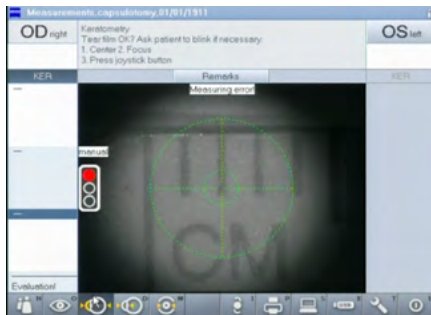 Measurements, capsulotomy, 01/01/1911
OD right
Keratometry
Tear film OK? Ask patient to blink if necessary.
1. Center 2. Focus
3. Press joystick button
OS left
KER
Remarks
KER
Measuring error!
manual
OM
Evaluation!